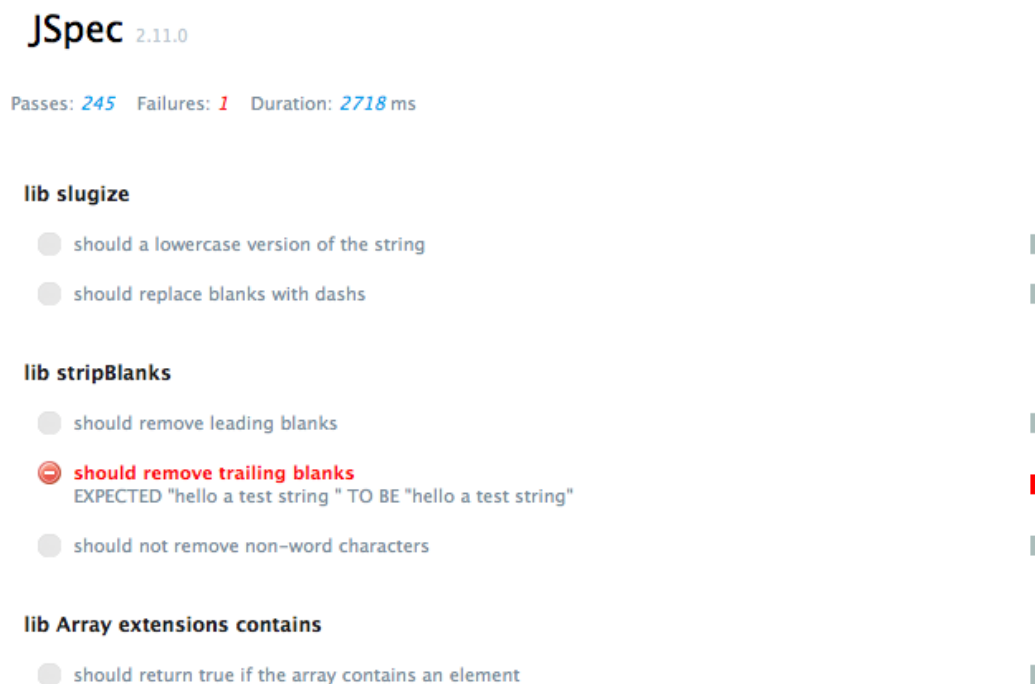 JSpec 2.11.0
Passes: 245 Failures: 1 Duration: 2718 ms
lib slugize
should a lowercase version of the string
should replace blanks with dashs
lib stripBlanks
should remove leading blanks
should remove trailing blanks
EXPECTED "hello a test string " TO BE "hello a test string"
should not remove non-word characters
lib Array extensions contains
should return true if the array contains an element